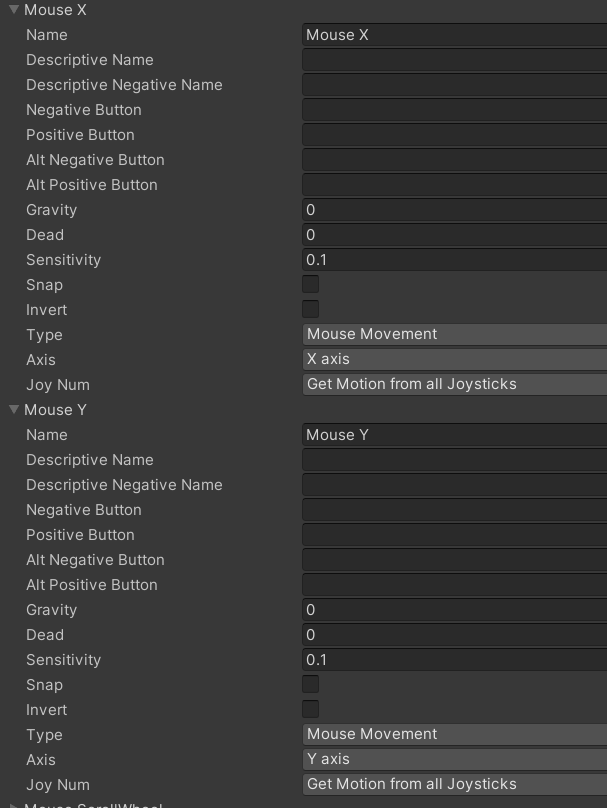 Mouse X
Name Mouse X
Descriptive Name
Descriptive Negative Name
Negative Button
Positive Button
Alt Negative Button
Alt Positive Button
Gravity 0
Dead 0
Sensitivity 0.1
Snap
Invert
Type Mouse Movement
Axis X axis
Joy Num Get Motion from all Joysticks
Mouse Y
Name Mouse Y
Descriptive Name
Descriptive Negative Name
Negative Button
Positive Button
Alt Negative Button
Alt Positive Button
Gravity 0
Dead 0
Sensitivity 0.1
Snap
Invert
Type Mouse Movement
Axis Y axis
Joy Num Get Motion from all Joysticks
Mouse ScrollWheel